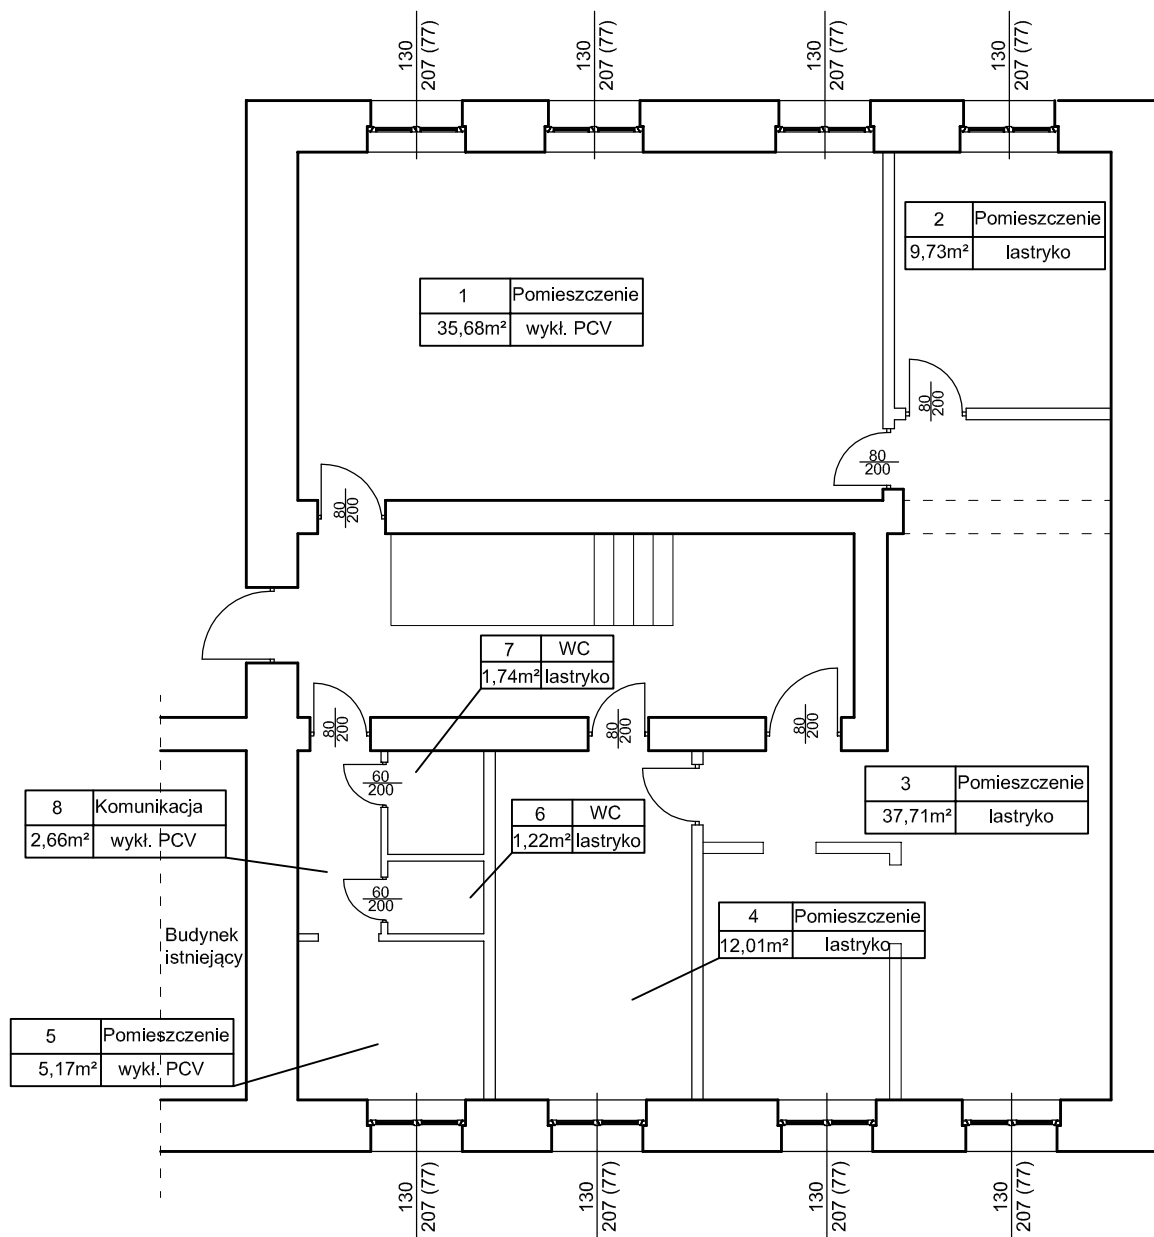 130
207 (77)
130
207 (77)
130
207 (77)
130
207 (77)
2 Pomieszczenie
9,73m² lastryko
1 Pomieszczenie
35,68m² wykł. PCV
80
200
80
200
80
200
7 WC
1,74m² lastryko
80
200
80
200
80
200
60
200
3 Pomieszczenie
37,71m² lastryko
8 Komunikacja
2,66m² wykł. PCV
6 WC
1,22m² lastryko
60
200
4 Pomieszczenie
12,01m² lastryko
Budynek
istniejący
5 Pomieszczenie
5,17m² wykł. PCV
130
207 (77)
130
207 (77)
130
207 (77)
130
207 (77)